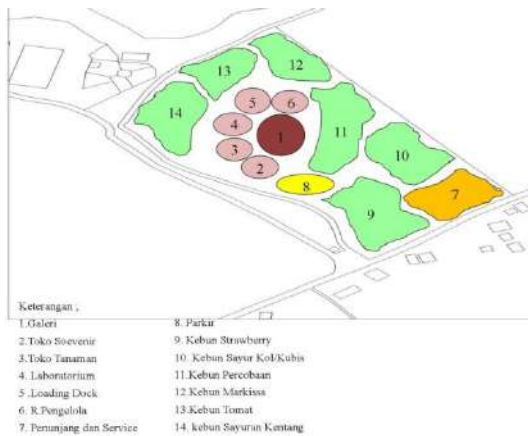 12
13
14
5
6
4
1
11
3
10
2
8
7
9
Keterangan ,
1.Galeri
2.Toko Soevenir
3.Toko Tanaman
4. Laboratorium
5 .Loading Dock
6. R.Pengelola
7. Penunjang dan Service
8. Parkir
9. Kebun Strawberry
10. Kebun Sayur Kol/Kubis
11.Kebun Percobaan
12.Kebun Markissa
13.Kebun Tomat
14. kebun Sayuran Kentang